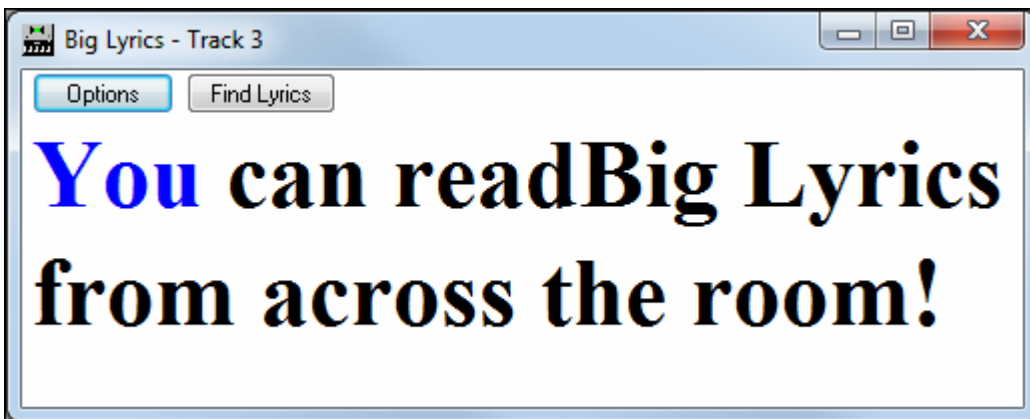 Big Lyrics - Track 3
Options Find Lyrics
You can readBig Lyrics
from across the room!